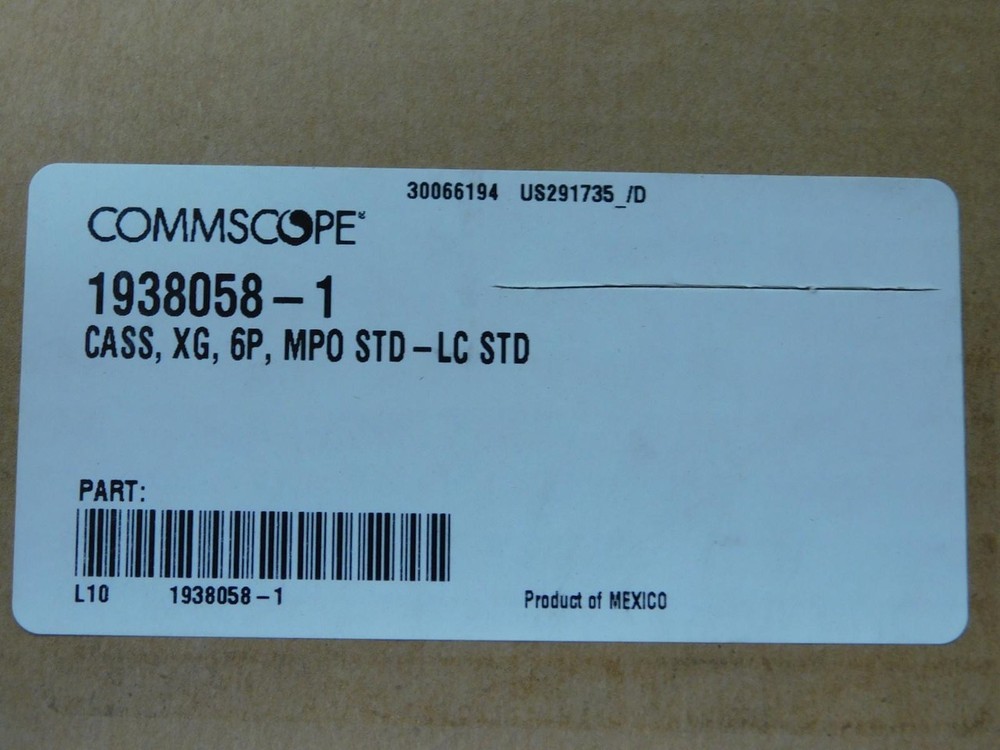 30066194 US291735_/D
COMMSCOPE®
1938058-1
CASS, XG, 6P, MPO STD-LC STD
PART:
L10 1938058-1
Product of MEXICO